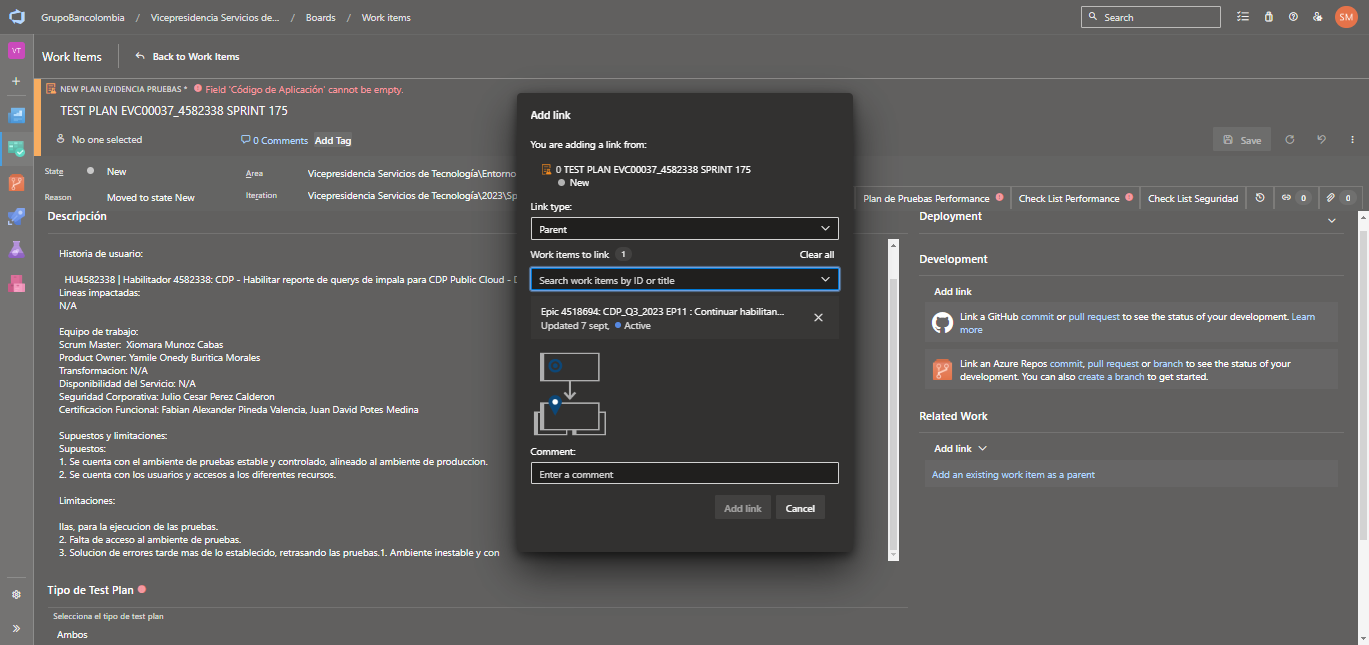 GrupoBancolombia / Vicepresidencia Servicios de... / Boards / Work items
Search
SM
VT
Work Items
Back to Work Items
NEW PLAN EVIDENCIA PRUEBAS * Field 'Código de Aplicación' cannot be empty.
TEST PLAN EVC00037_4582338 SPRINT 175
No one selected
0 Comments
Add Tag
Save
State
New
Area
Vicepresidencia Servicios de Tecnología\Entorno
Reason
Moved to state New
Iteration
Vicepresidencia Servicios de Tecnología\2023\Sp
Plan de Pruebas Performance
Check List Performance
Check List Seguridad
0
0
Descripción
Historia de usuario:
HU4582338 | Habilitador 4582338: CDP - Habilitar reporte de querys de impala para CDP Public Cloud - D
Lineas impactadas:
N/A
Equipo de trabajo:
Scrum Master: Xiomara Munoz Cabas
Product Owner: Yamile Onedy Buritica Morales
Transformacion: N/A
Disponibilidad del Servicio: N/A
Seguridad Corporativa: Julio Cesar Perez Calderon
Certificacion Funcional: Fabian Alexander Pineda Valencia, Juan David Potes Medina
Supuestos y limitaciones:
Supuestos:
1. Se cuenta con el ambiente de pruebas estable y controlado, alineado al ambiente de produccion.
2. Se cuenta con los usuarios y accesos a los diferentes recursos.
Limitaciones:
llas, para la ejecucion de las pruebas.
2. Falta de acceso al ambiente de pruebas.
3. Solucion de errores tarde mas de lo establecido, retrasando las pruebas.1. Ambiente inestable y con
Tipo de Test Plan
Selecciona el tipo de test plan
Ambos
Add link
You are adding a link from:
0 TEST PLAN EVC00037_4582338 SPRINT 175
New
Link type:
Parent
Work items to link 1
Clear all
Search work items by ID or title
Epic 4518694: CDP_Q3_2023 EP11 : Continuar habilitan...
Updated 7 sept, Active
Comment:
Enter a comment
Add link
Cancel
Deployment
Development
Add link
Link a GitHub commit or pull request to see the status of your development. Learn
more
Link an Azure Repos commit, pull request or branch to see the status of your
development. You can also create a branch to get started.
Related Work
Add link
Add an existing work item as a parent